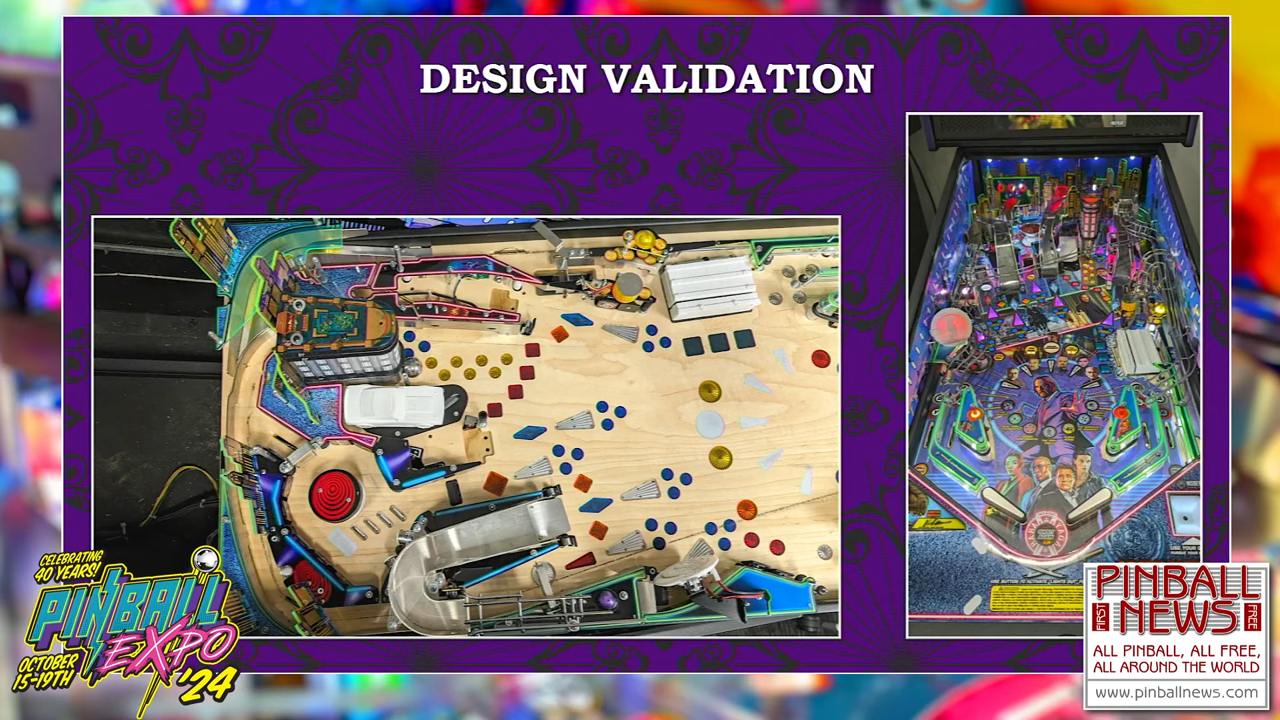 DESIGN VALIDATION
CELEBRATING
40 YEARS!
PINBALL
EXPO
OCTOBER
15-19TH
'24
PINBALL
NEWS
FIRST
FREE
ALL PINBALL, ALL FREE,
ALL AROUND THE WORLD
www.pinballnews.com